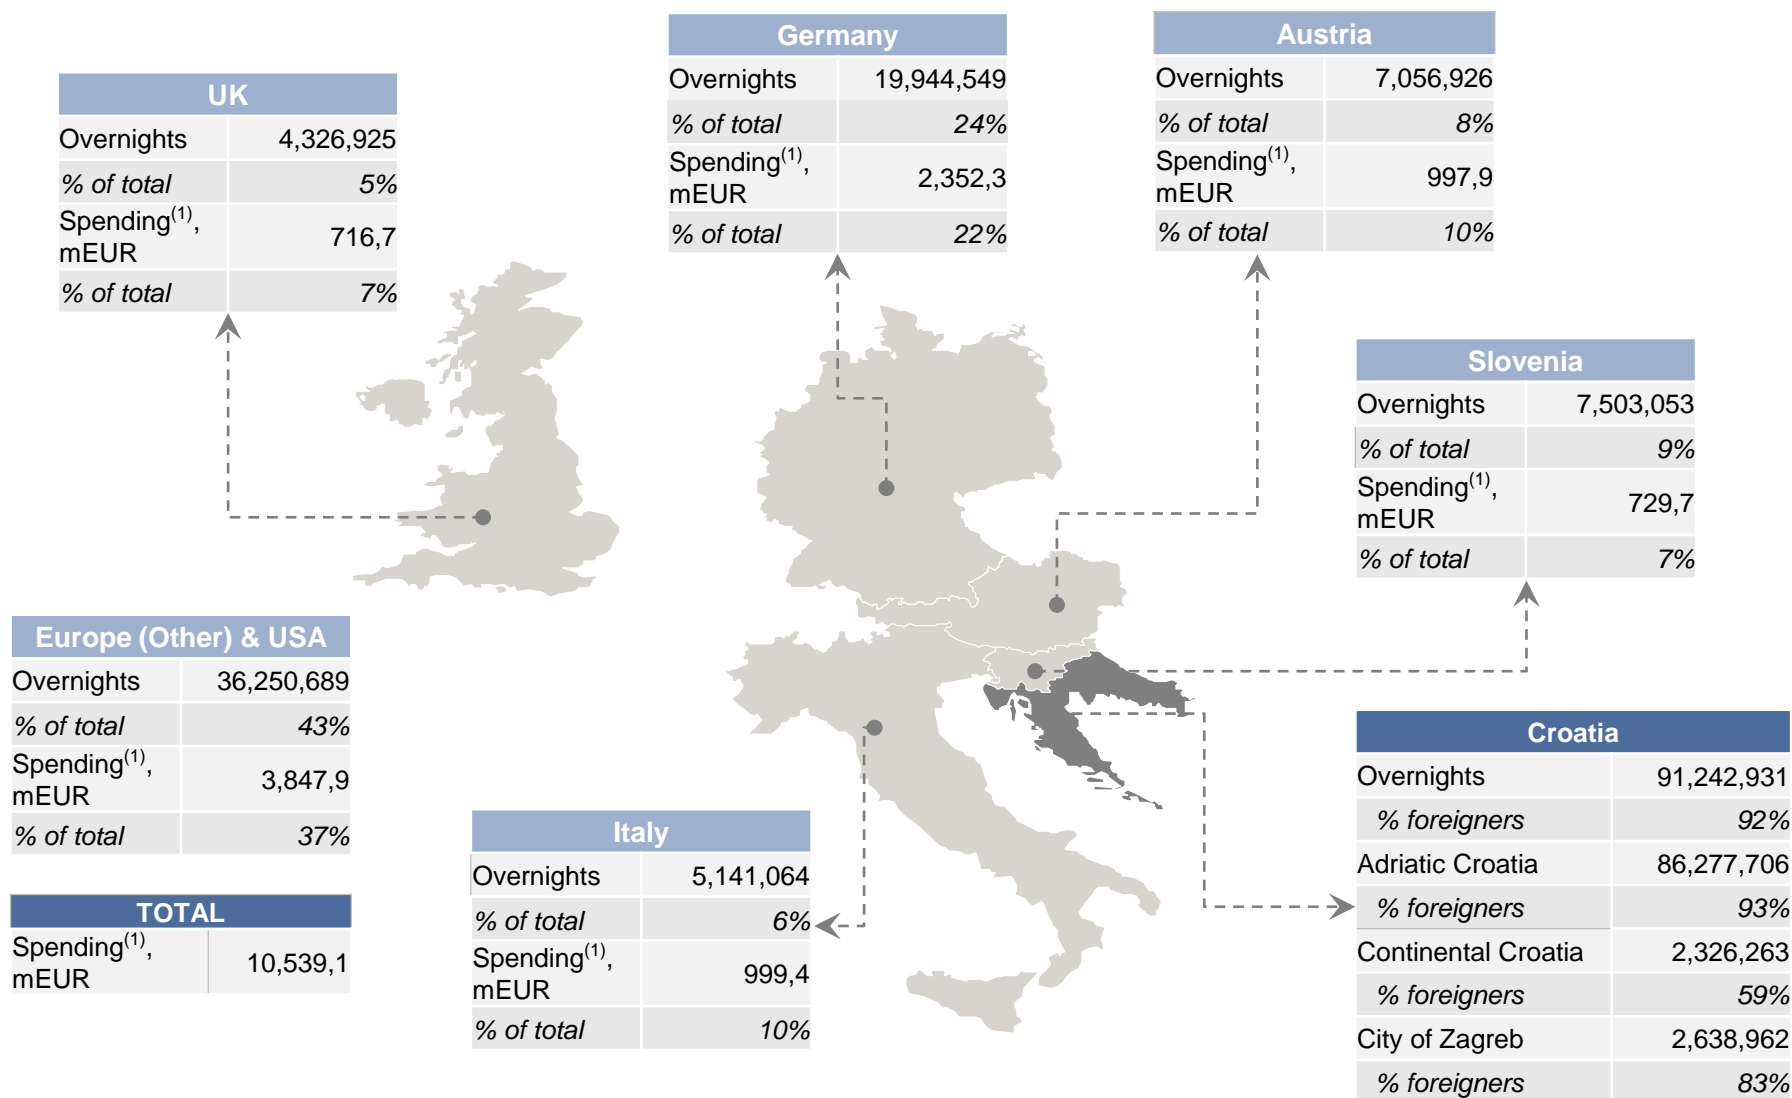 UK
Overnights 4,326,925
% of total 5%
Spending(1),
mEUR 716,7
% of total 7%
Germany
Overnights 19,944,549
% of total 24%
Spending(1),
mEUR 2,352,3
% of total 22%
Austria
Overnights 7,056,926
% of total 8%
Spending(1),
mEUR 997,9
% of total 10%
Slovenia
Overnights 7,503,053
% of total 9%
Spending(1),
mEUR 729,7
% of total 7%
Europe (Other) & USA
Overnights 36,250,689
% of total 43%
Spending(1),
mEUR 3,847,9
% of total 37%
TOTAL
Spending(1),
mEUR 10,539,1
Italy
Overnights 5,141,064
% of total 6%
Spending(1),
mEUR 999,4
% of total 10%
Croatia
Overnights 91,242,931
% foreigners 92%
Adriatic Croatia 86,277,706
% foreigners 93%
Continental Croatia 2,326,263
% foreigners 59%
City of Zagreb 2,638,962
% foreigners 83%